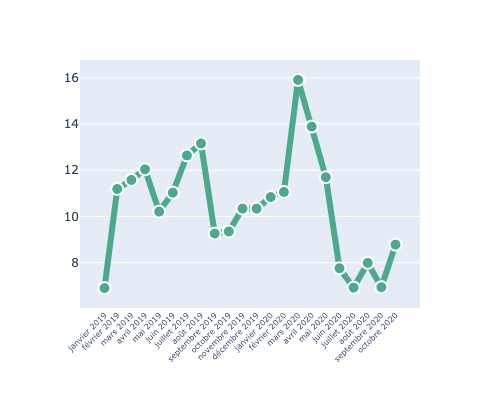 16
14
12
10
8
janvier 2019
février 2019
mars 2019
avril 2019
mai 2019
juin 2019
juillet 2019
août 2019
septembre 2019
octobre 2019
novembre 2019
décembre 2019
janvier 2020
février 2020
mars 2020
avril 2020
mai 2020
juin 2020
juillet 2020
août 2020
septembre 2020
octobre 2020